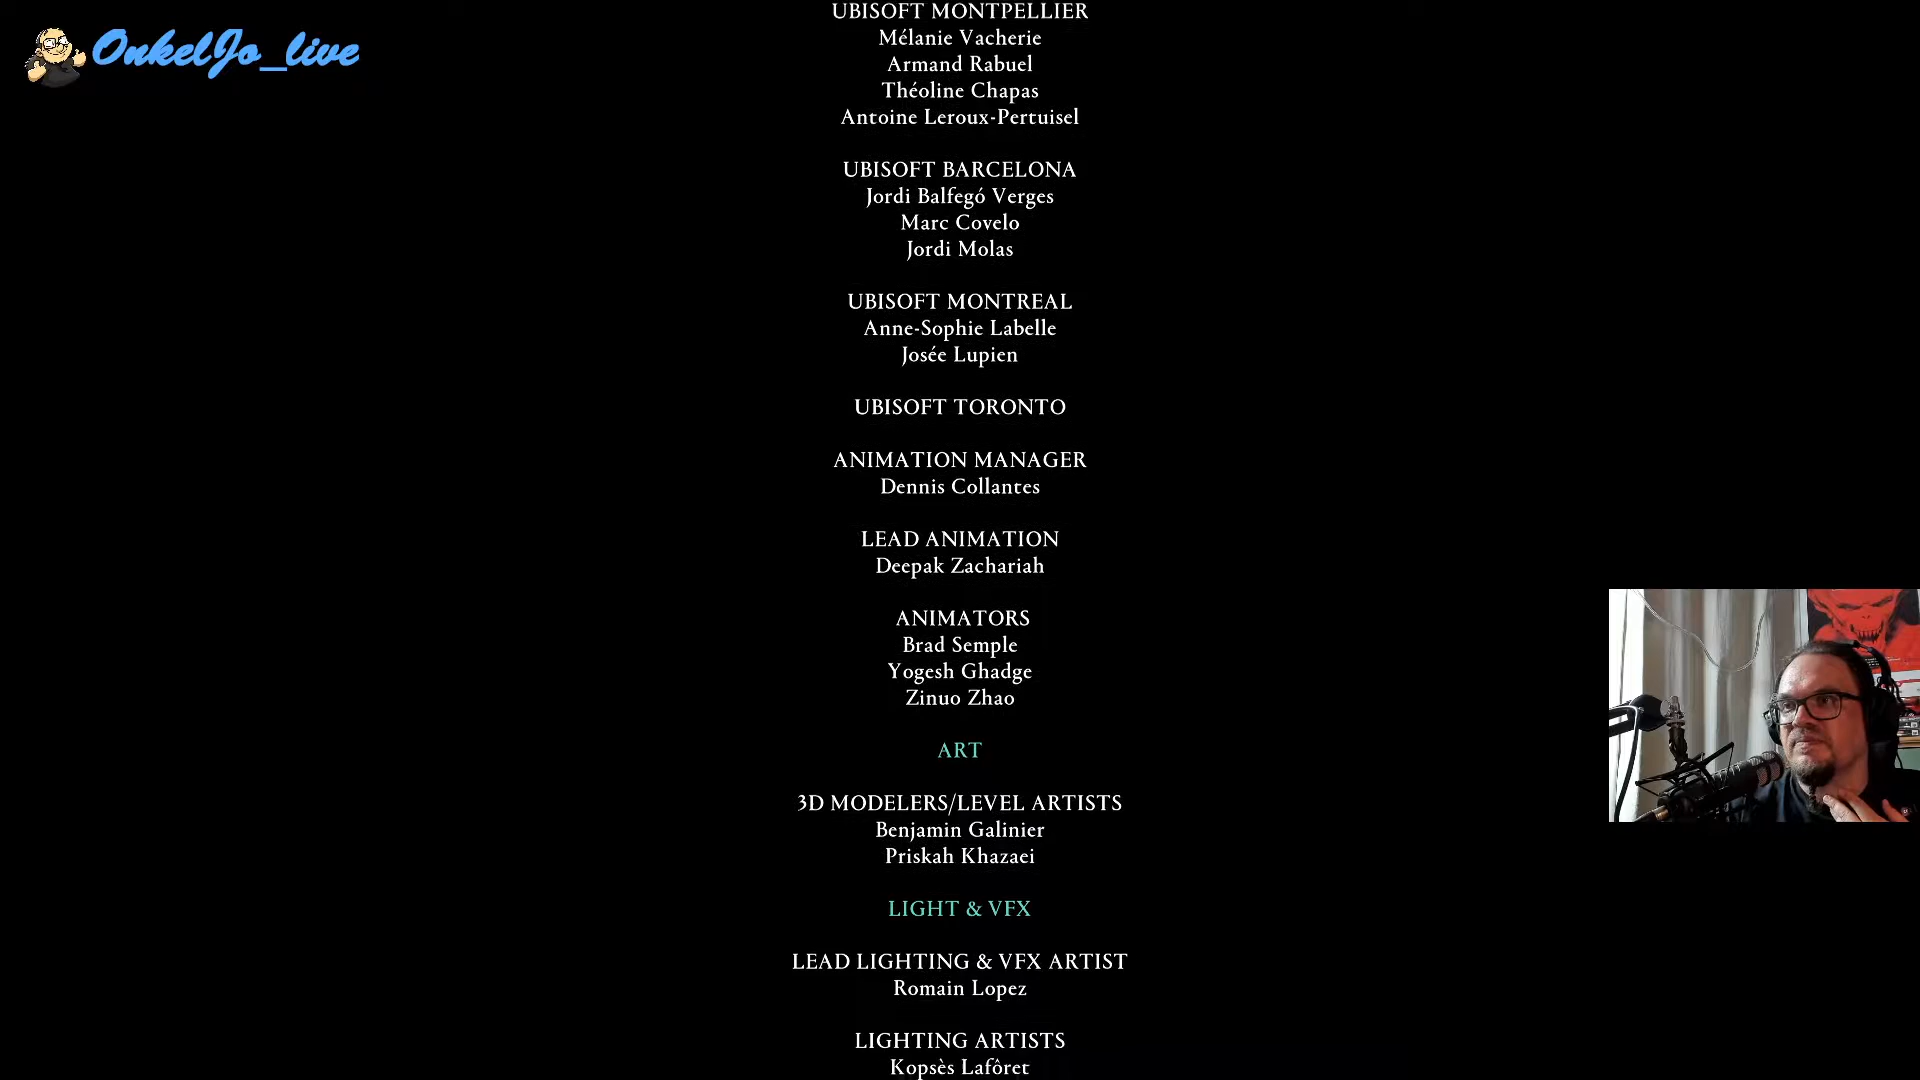 OnkelJo_live
UBISOFT MONTPELLIER
Mélanie Vacherie
Armand Rabuel
Théoline Chapas
Antoine Leroux-Pertuisel
UBISOFT BARCELONA
Jordi Balfegó Verges
Marc Covelo
Jordi Molas
UBISOFT MONTREAL
Anne-Sophie Labelle
Josée Lupien
UBISOFT TORONTO
ANIMATION MANAGER
Dennis Collantes
LEAD ANIMATION
Deepak Zachariah
ANIMATORS
Brad Semple
Yogesh Ghadge
Zinuo Zhao
ART
3D MODELERS/LEVEL ARTISTS
Benjamin Galinier
Priskah Khazaei
LIGHT & VFX
LEAD LIGHTING & VFX ARTIST
Romain Lopez
LIGHTING ARTISTS
Kopsès Lafôret